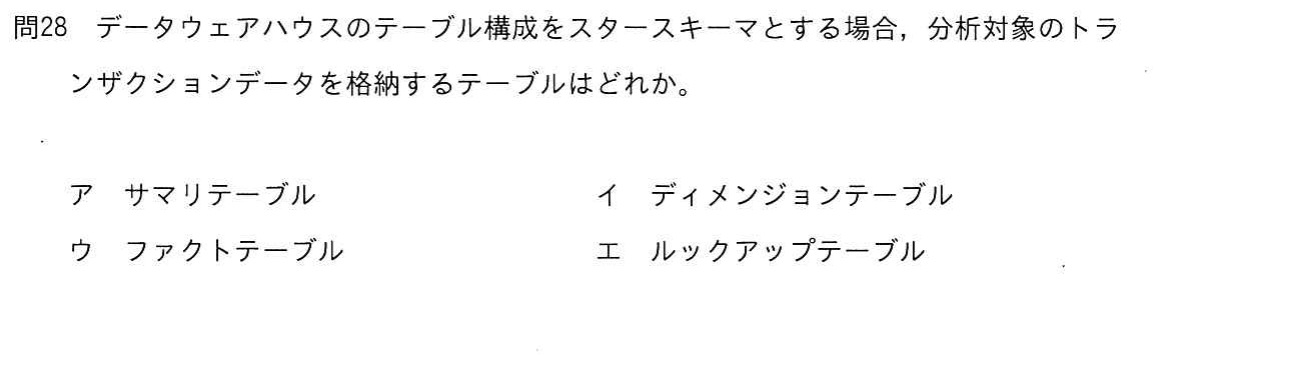 問28　データウェアハウスのテーブル構成をスタースキーマとする場合，分析対象のトラ
ンザクションデータを格納するテーブルはどれか。
ア　サマリテーブル　イ　ディメンジョンテーブル
ウ　ファクトテーブル　エ　ルックアップテーブル